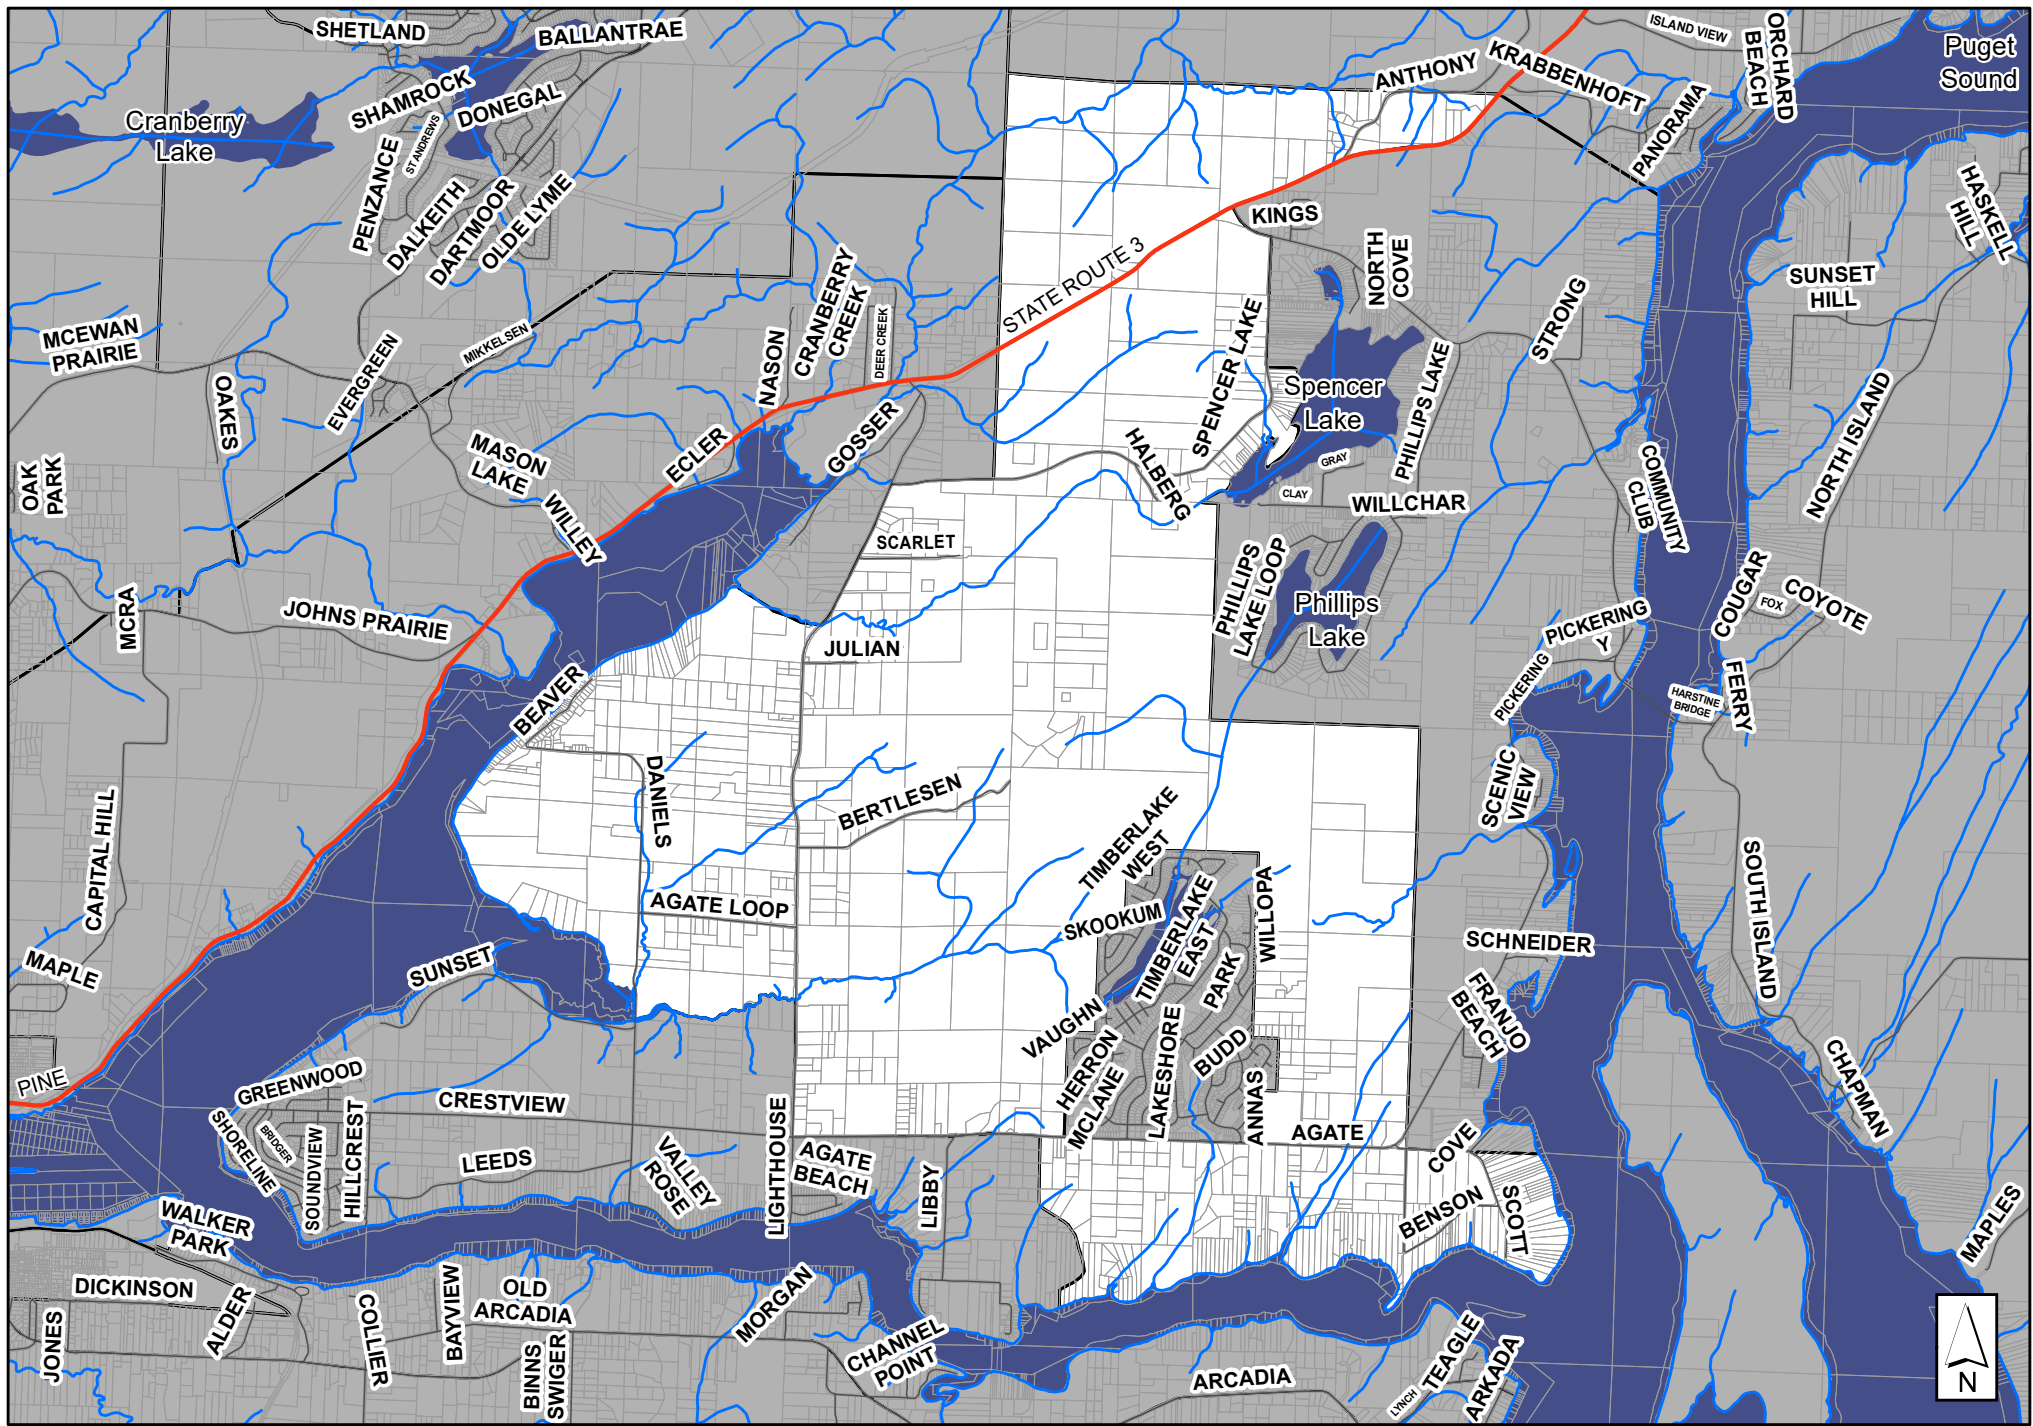 SHETLAND
BALLANTRAE
ISLAND VIEW
ORCHARD
BEACH
Puget
Sound
ANTHONY
KRABBENHOFT
SHAMROCK
DONEGAL
Cranberry
Lake
ST ANDREWS
PENZANCE
PANORAMA
DALKEITH
DARTMOOR
OLDE LYME
KINGS
NORTH
COVE
HASKELL
HILL
SUNSET
HILL
STATE ROUTE 3
CRANBERRY
CREEK
DEER CREEK
NASON
MCEWAN
PRAIRIE
MIKKELSEN
EVERGREEN
OAKES
STRONG
SPENCER LAKE
Spencer
Lake
PHILLIPS LAKE
NORTH ISLAND
GOSSER
ECLER
MASON
LAKE
WILLEY
OAK
PARK
HALBERG
GRAY
CLAY
WILLCHAR
COMMUNITY
CLUB
SCARLET
PHILLIPS
LAKE LOOP
Phillips
Lake
MCRA
JOHNS PRAIRIE
JULIAN
COUGAR
FOX
COYOTE
PICKERING
Y
PICKERING
HARSTINE
BRIDGE
FERRY
BEAVER
DANIELS
BERTLESEN
SCENIC
VIEW
CAPITAL HILL
TIMBERLAKE
WEST
AGATE LOOP
SKOOKUM
TIMBERLAKE
EAST
WILLOPA
PARK
SOUTH ISLAND
SCHNEIDER
MAPLE
SUNSET
FRANJO
BEACH
VAUGHN
HERRON
MCLANE
LAKESHORE
BUDD
ANNAS
AGATE
CHAPMAN
PINE
GREENWOOD
SHORELINE
BRIDGER
SOUNDVIEW
HILLCREST
CRESTVIEW
LEEDS
VALLEY
ROSE
LIGHTHOUSE
AGATE
BEACH
LIBBY
COVE
BENSON
SCOTT
MAPLES
WALKER
PARK
DICKINSON
JONES
ALDER
COLLIER
BAYVIEW
OLD
ARCADIA
BINNS
SWIGER
MORGAN
CHANNEL
POINT
ARCADIA
LYNCH
TEAGLE
ARKADA
N